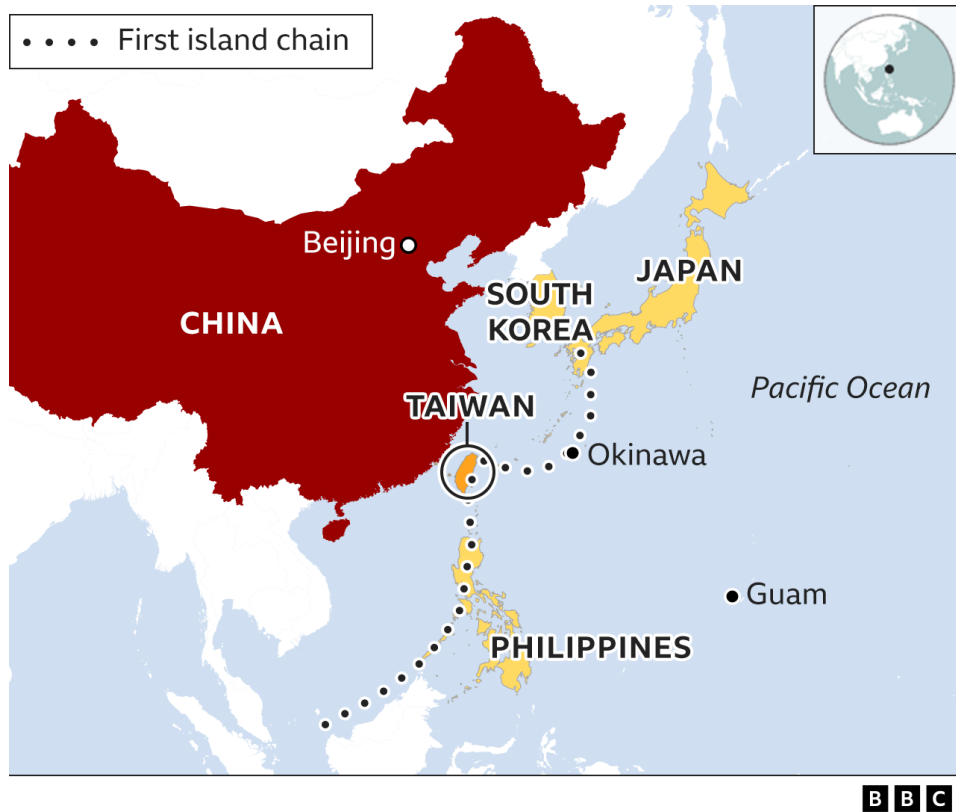 First island chain
Beijing
JAPAN
SOUTH
KOREA
CHINA
Pacific Ocean
TAIWAN
Okinawa
Guam
PHILIPPINES
BBC